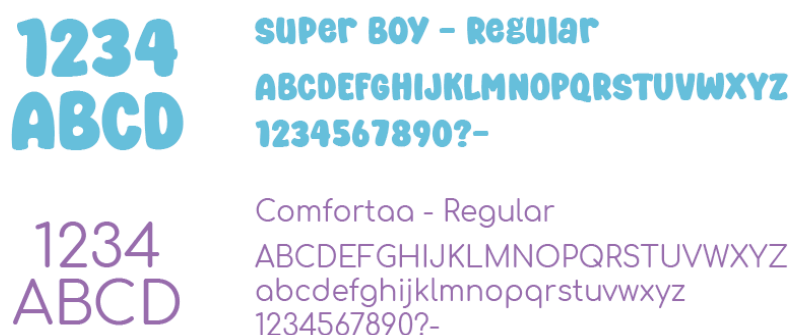 1234
ABCD
super Boy - Regular
ABCDEFGHIJKLMNOPQRSTUVWXYZ
1234567890?-
1234
ABCD
Comfortaa - Regular
ABCDEFGHIJKLMNOPQRSTUVWXYZ
abcdefghijklmnopqrstuvwxyz
1234567890?-